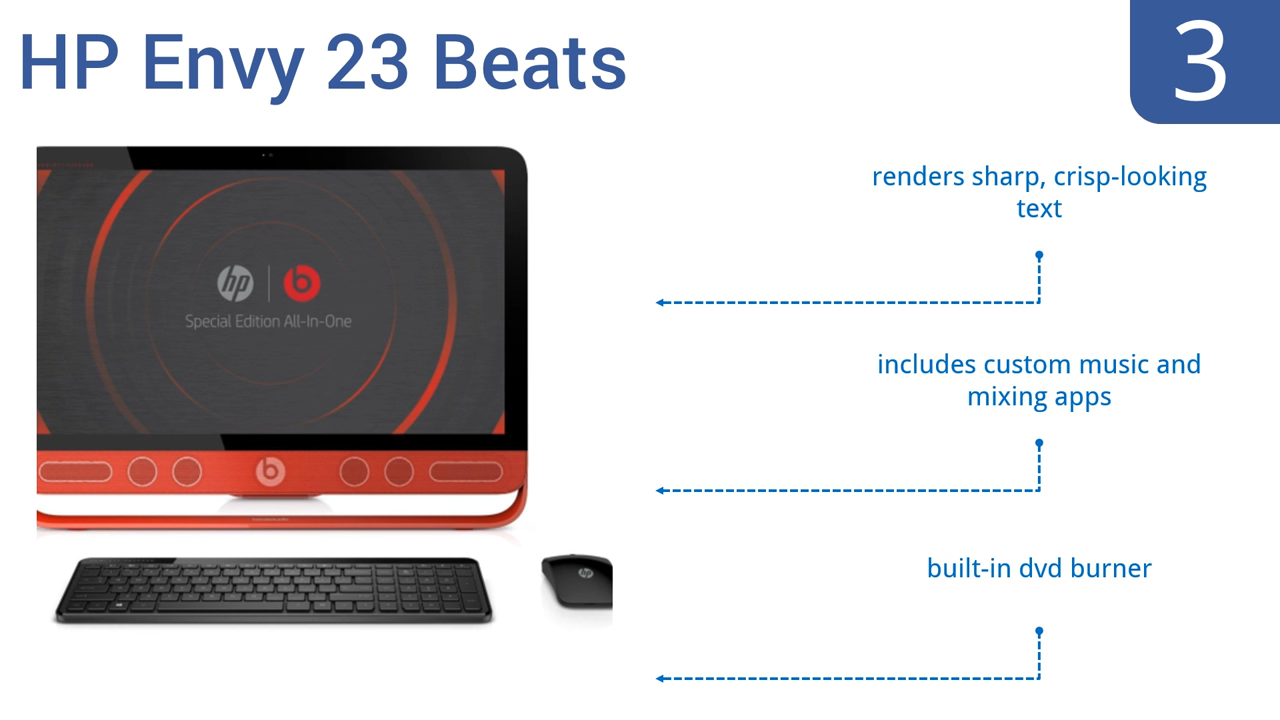 HP Envy 23 Beats
3
renders sharp, crisp-looking
text
hp
b
Special Edition All-In-One
includes custom music and
mixing apps
b
built-in dvd burner
hp